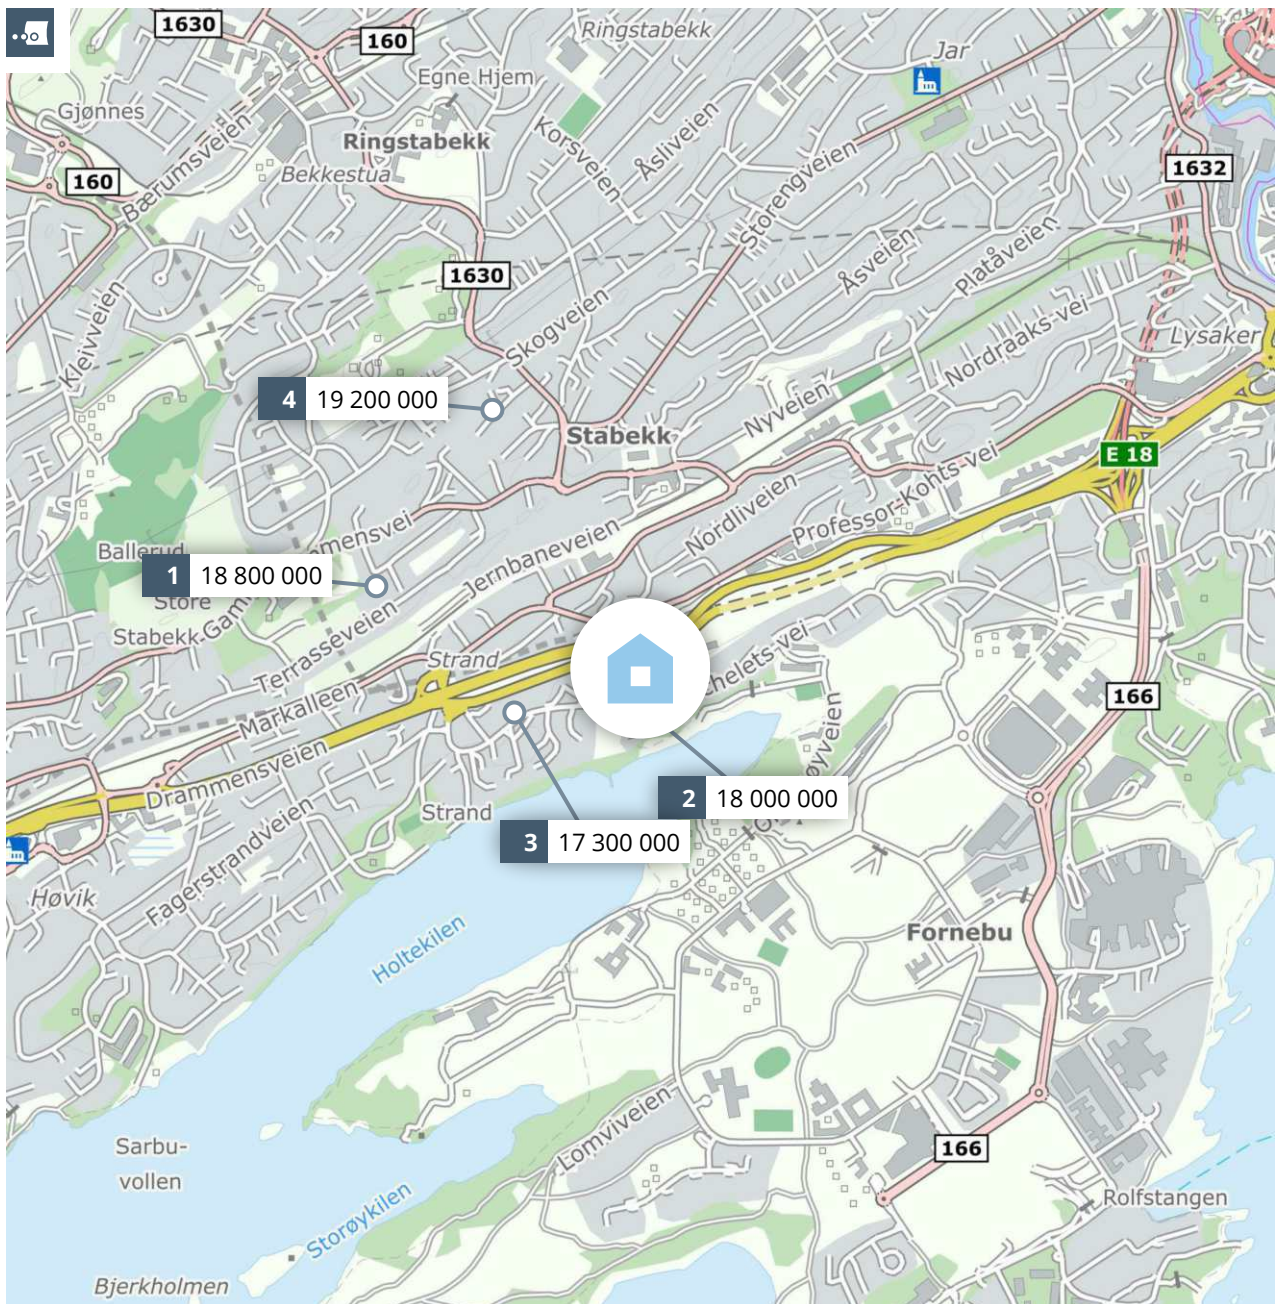 1630
160
Ringstabekk
Jar
Egne Hjem
Gjønnes
Bærumsveien
Ringstabekk
Korsveien
Åsliveien
Storengveien
1632
160
Bekkestua
Åsveien
Platåveien
1630
Kleivveien
Skogveien
Nordraaks vei
Lysaker
4 19 200 000
Stabekk
Nyveien
E 18
Professor Kohts vei
Nordliveien
Jernbaneveien
Ballerud
1 18 800 000
Store
Stabekk
Terrasseveien
Strand
Markalleen
166
Drammensveien
2 18 000 000
Strand
3 17 300 000
Fagerstrandveien
Høvik
Holtekilen
Fornebu
Lomviveien
Sarbu-
vollen
166
Storøykilen
Rolfstangen
Bjerkholmen